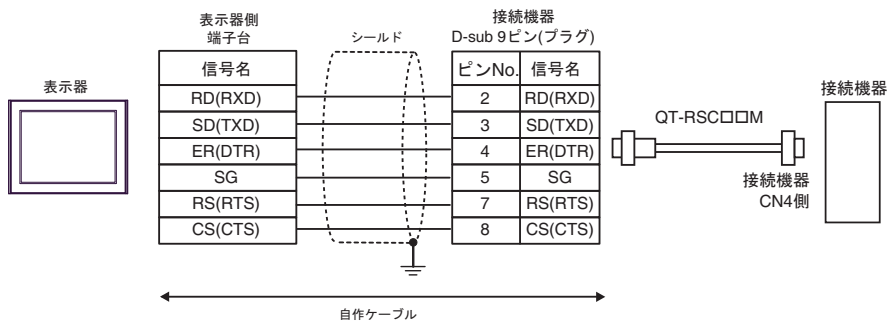 表示器
表示器側
端子台
信号名
RD(RXD)
SD(TXD)
ER(DTR)
SG
RS(RTS)
CS(CTS)
シールド
接続機器
D-sub 9ピン(プラグ)
ピンNo. 信号名
2 RD(RXD)
3 SD(TXD)
4 ER(DTR)
5 SG
7 RS(RTS)
8 CS(CTS)
自作ケーブル
QT-RSC□□M
接続機器
CN4側
接続機器